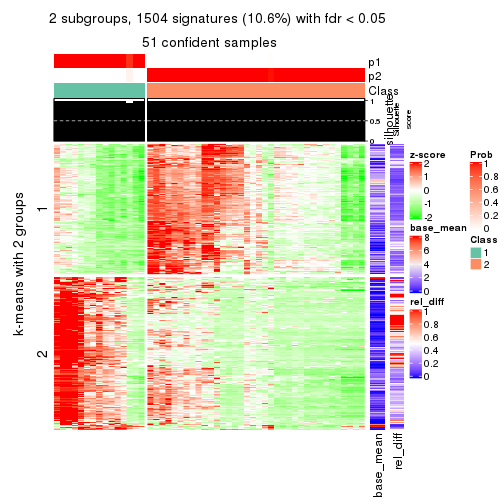 2 subgroups, 1504 signatures (10.6%) with fdr < 0.05
51 confident samples
p1
p2
Class
1
0.5
0
silhouette
Silhouette
score
k-means with 2 groups
1
2
z-score
2
1
0
-1
-2
Prob
1
0.8
0.6
0.4
0.2
0
base_mean
8
6
4
2
0
Class
1
2
rel_diff
1
0.8
0.6
0.4
0.2
0
base_mean
rel_diff